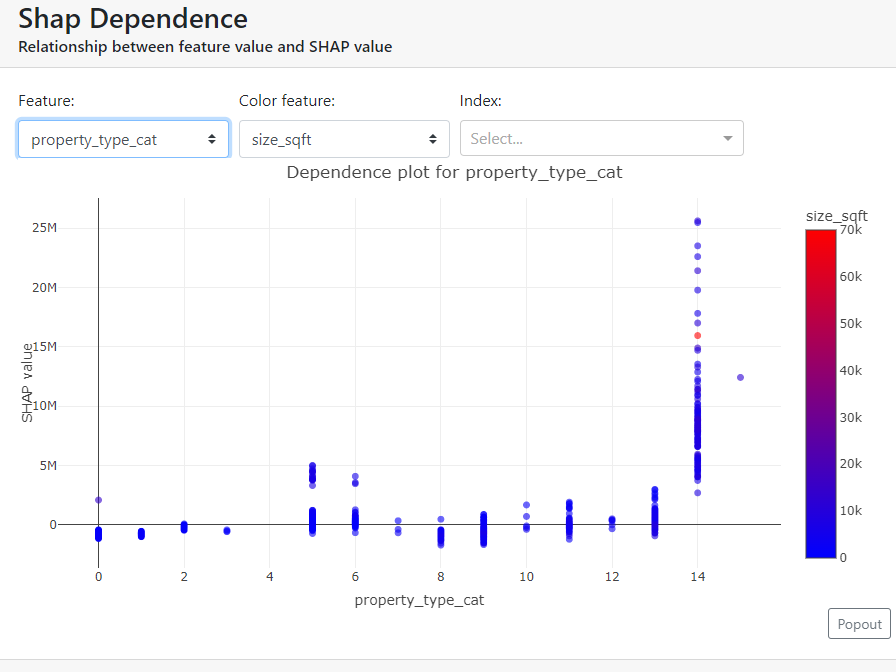 Shap Dependence
Relationship between feature value and SHAP value
Feature:
Color feature:
Index:
property_type_cat
size_sqft
Select...
Dependence plot for property_type_cat
25M
20M
15M
10M
5M
0
SHAP value
0
2
4
6
8
10
12
14
property_type_cat
size_sqft
70k
60k
50k
40k
30k
20k
10k
0
Popout